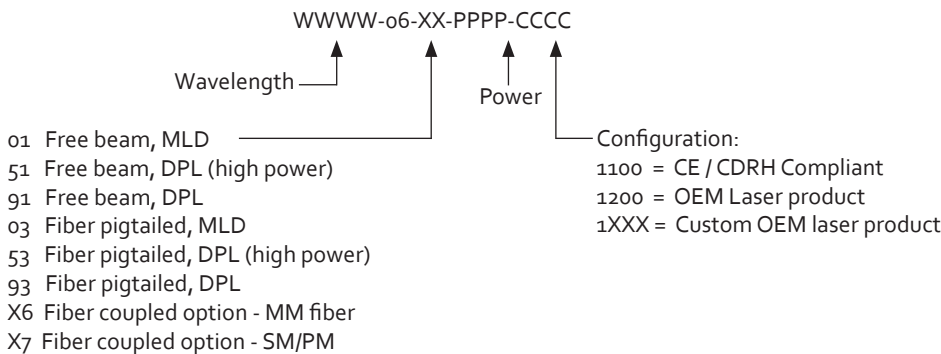 WWWW-06-XX-PPPP-CCCC
Wavelength
Power
01 Free beam, MLD
51 Free beam, DPL (high power)
91 Free beam, DPL
03 Fiber pigtailed, MLD
53 Fiber pigtailed, DPL (high power)
93 Fiber pigtailed, DPL
X6 Fiber coupled option - MM fiber
X7 Fiber coupled option - SM/PM
Configuration:
1100 = CE / CDRH Compliant
1200 = OEM Laser product
1XXX = Custom OEM laser product